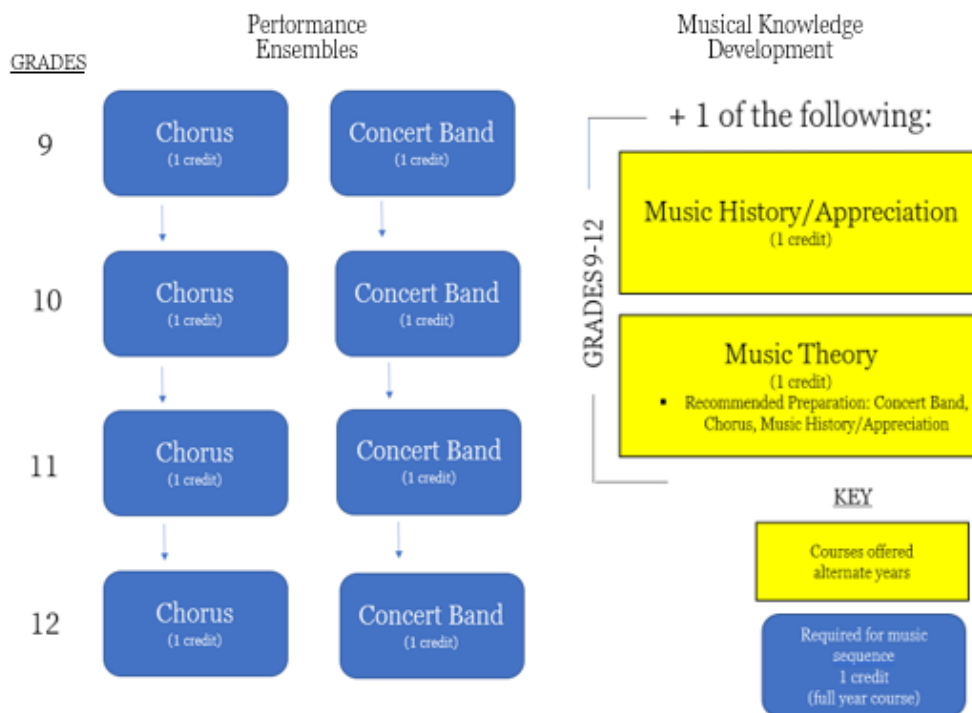 Performance
Ensembles
Musical Knowledge
Development
GRADES
9
Chorus
(1 credit)
Concert Band
(1 credit)
10
Chorus
(1 credit)
Concert Band
(1 credit)
11
Chorus
(1 credit)
Concert Band
(1 credit)
12
Chorus
(1 credit)
Concert Band
(1 credit)
+ 1 of the following:
GRADES 9-12
Music History/Appreciation
(1 credit)
Music Theory
(1 credit)
▪ Recommended Preparation: Concert Band,
Chorus, Music History/Appreciation
KEY
Courses offered
alternate years
Required for music
sequence
1 credit
(full year course)